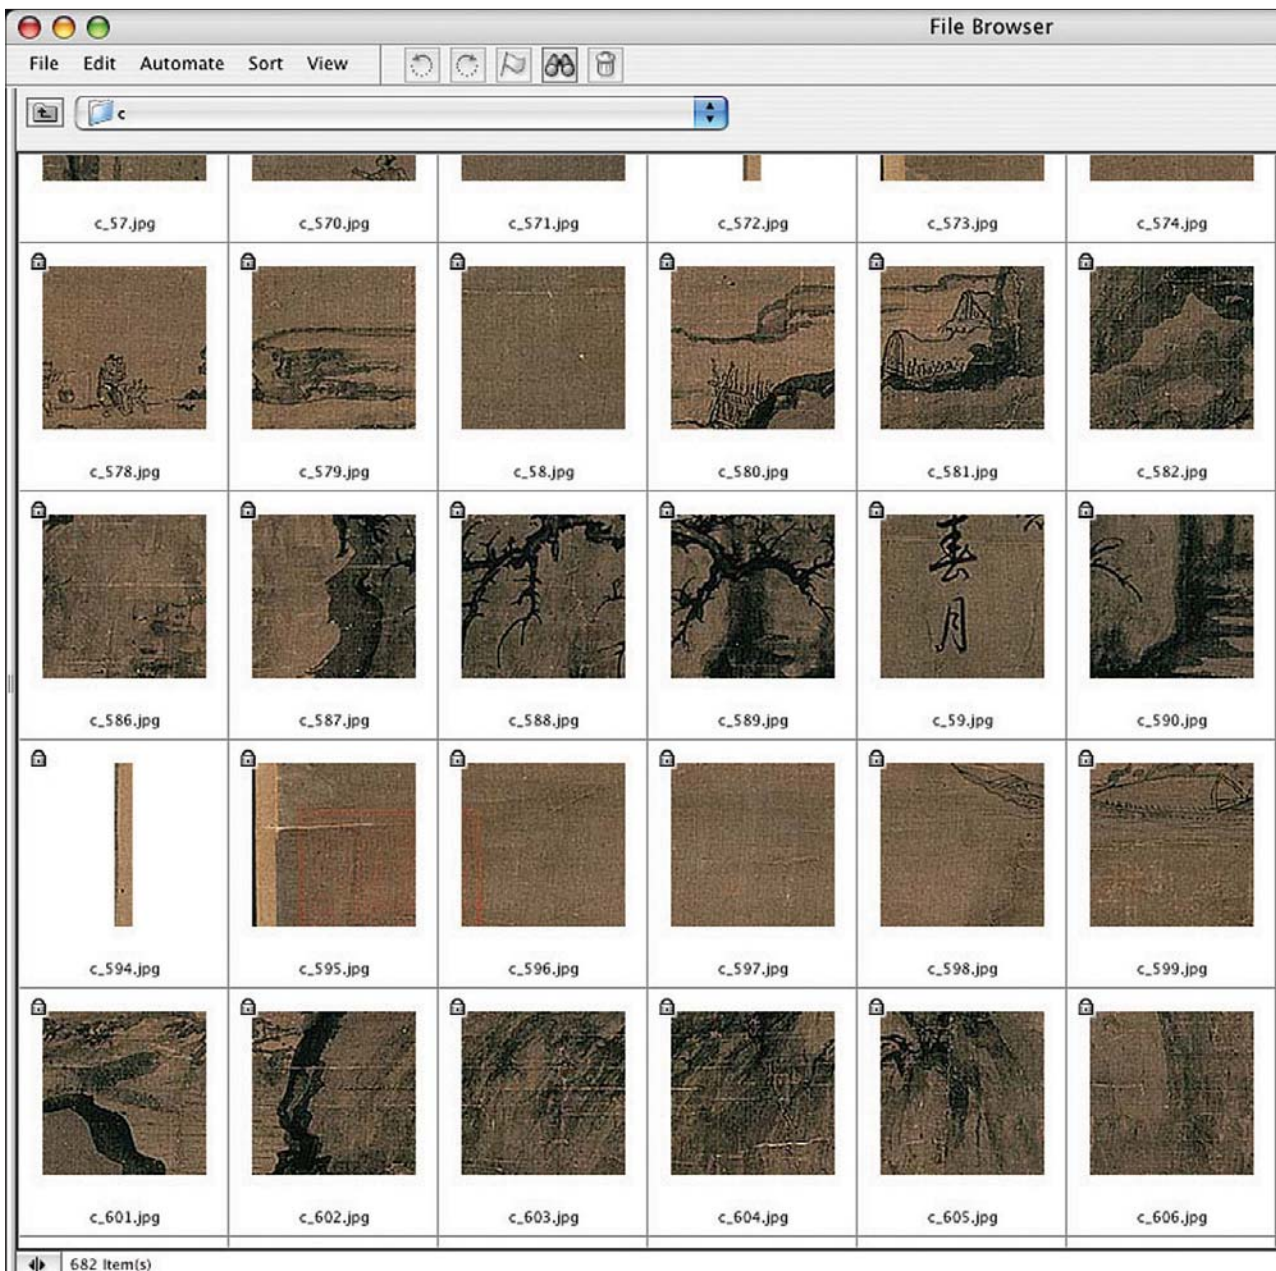 File Browser
File Edit Automate Sort View
c
c_57.jpg c_570.jpg c_571.jpg c_572.jpg c_573.jpg c_574.jpg
c_578.jpg c_579.jpg c_58.jpg c_580.jpg c_581.jpg c_582.jpg
春
月
c_586.jpg c_587.jpg c_588.jpg c_589.jpg c_59.jpg c_590.jpg
c_594.jpg c_595.jpg c_596.jpg c_597.jpg c_598.jpg c_599.jpg
c_601.jpg c_602.jpg c_603.jpg c_604.jpg c_605.jpg c_606.jpg
682 Item(s)